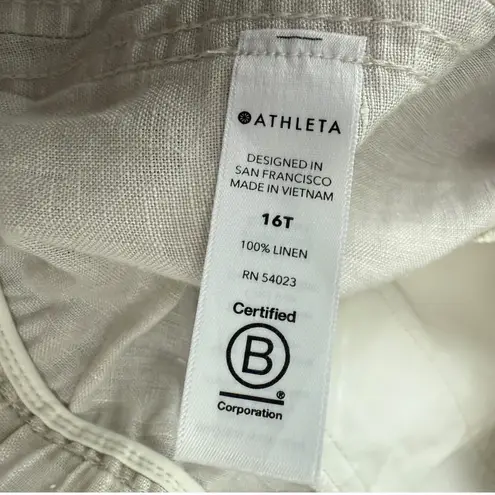 ATHLETA
DESIGNED IN
SAN FRANCISCO
MADE IN VIETNAM
16T
100% LINEN
RN 54023
Certified
B
®
Corporation